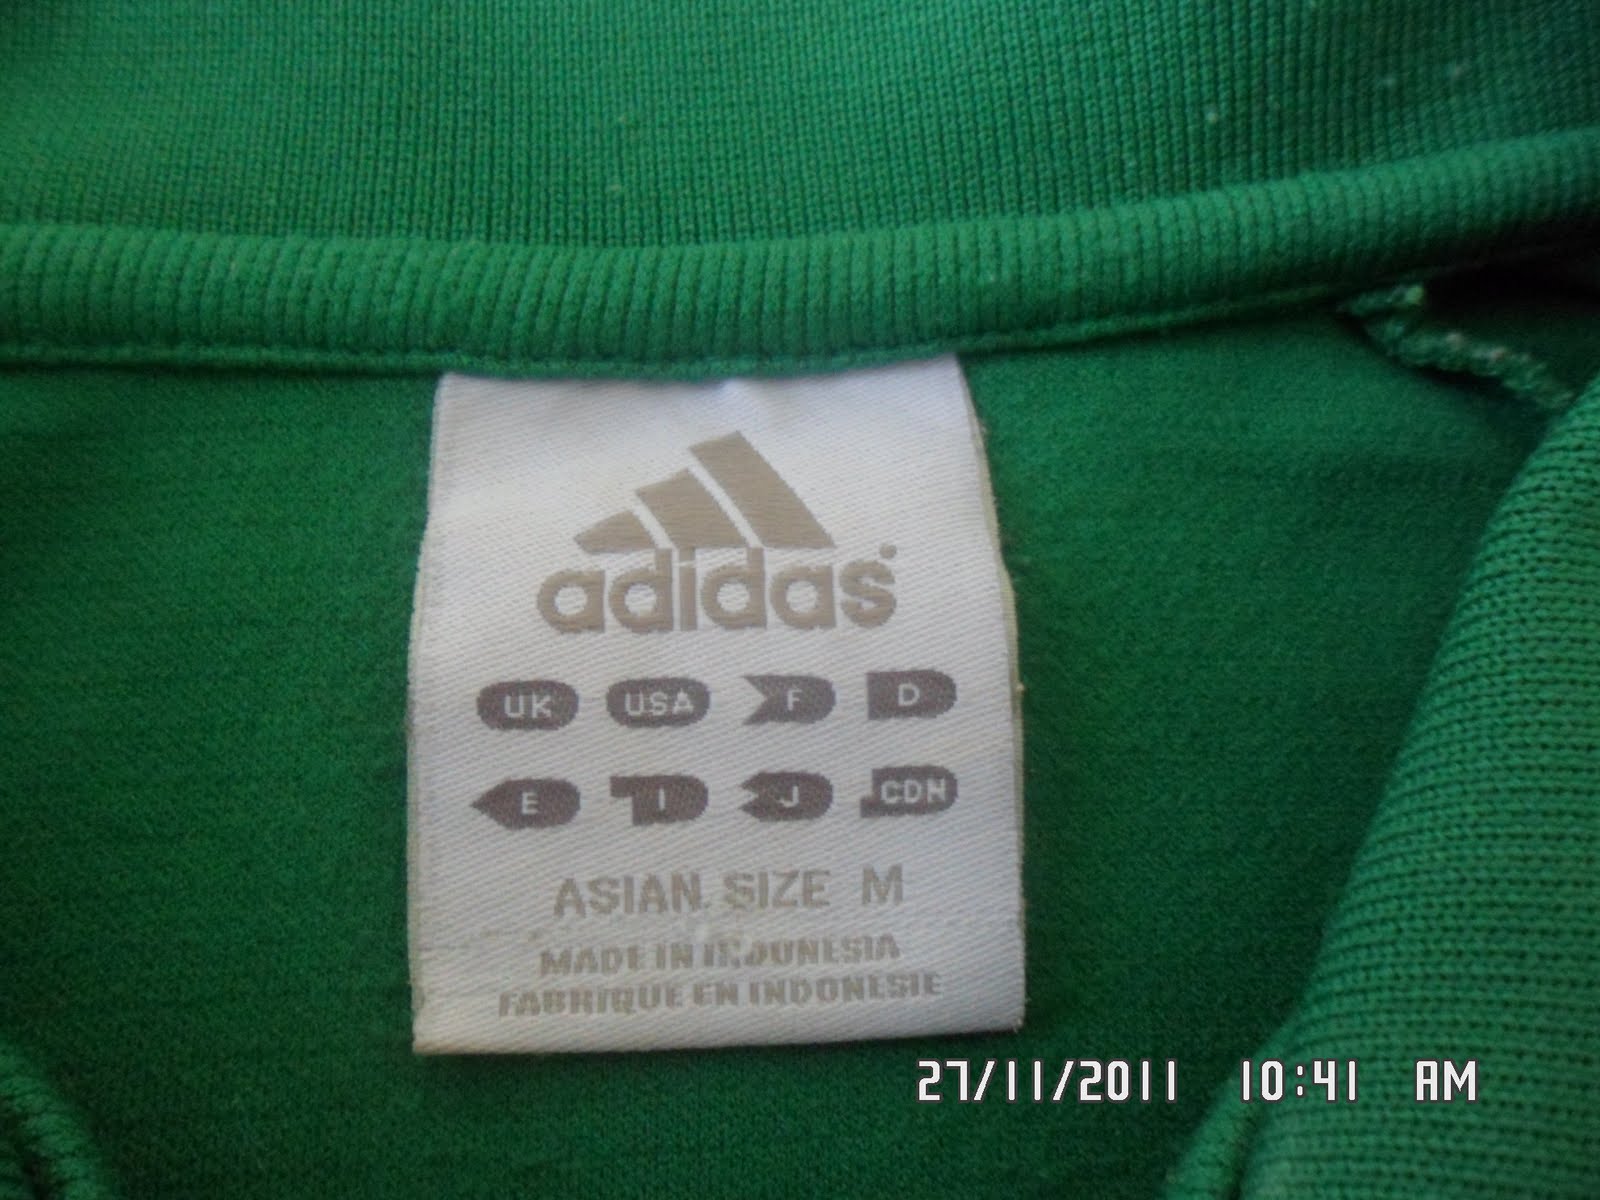 adidas
UK USA F D
E I J CDN
ASIAN SIZE M
MADE IN INDONESIA
FABRIQUE EN INDONESIE
27/11/2011 10:41 AM